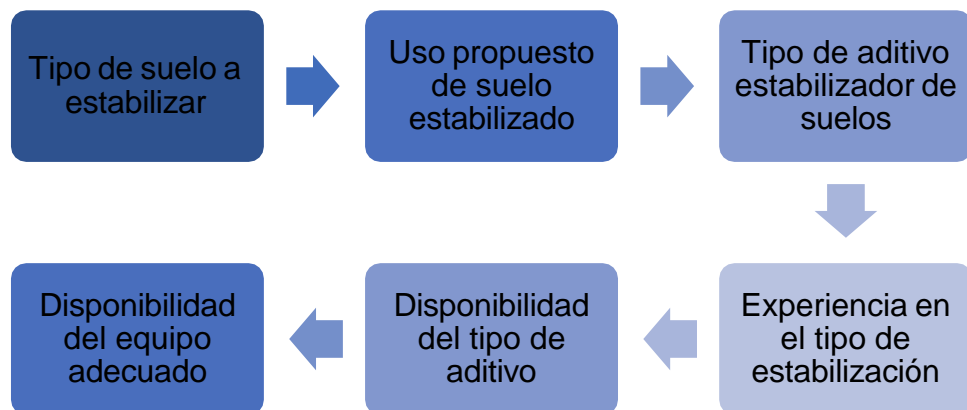 Tipo de suelo a
estabilizar
Uso propuesto
de suelo
estabilizado
Tipo de aditivo
estabilizador de
suelos
Experiencia en
el tipo de
estabilización
Disponibilidad
del tipo de
aditivo
Disponibilidad
del equipo
adecuado